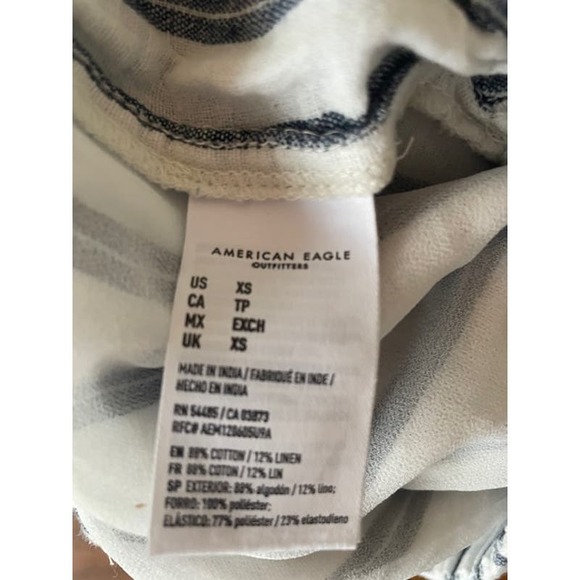 AMERICAN EAGLE
OUTFITTERS
US XS
CA TP
MX EXCH
UK XS
MADE IN INDIA / FABRIQUÉ EN INDE /
HECHO EN INDIA
RN 54485 / CA 03873
RFC# AEM120605U9A
EN 88% COTTON / 12% LINEN
FR 88% COTON / 12% LIN
SP EXTERIOR: 88% algodón / 12% lino;
FORRO: 100% poliéster;
ELÁSTICO: 77% poliéster / 23% elastodieno